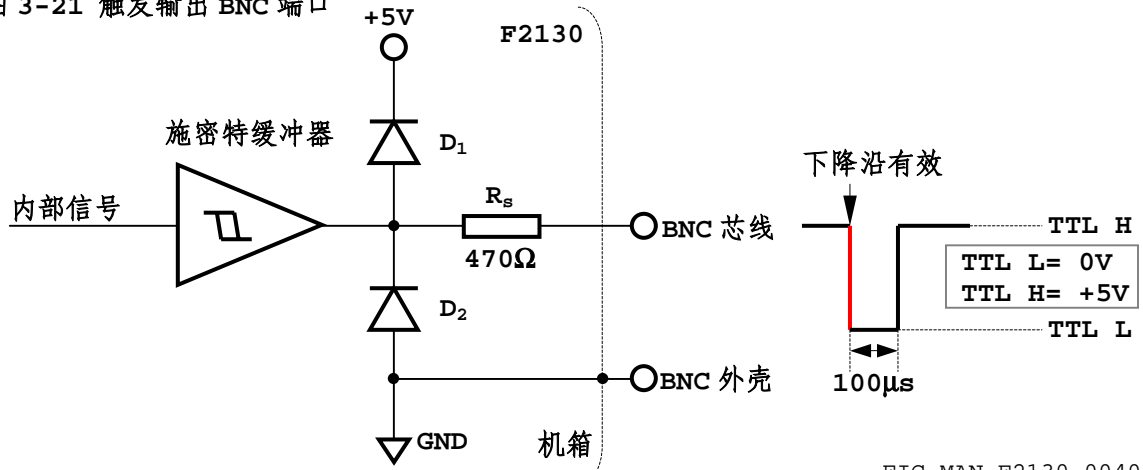 3-21 触发输出 BNC 端口
+5V
F2130
施密特缓冲器
D1
下降沿有效
内部信号
Rs
BNC 芯线
TTL H
470Ω
TTL L= 0V
TTL H= +5V
D2
TTL L
BNC 外壳
100μs
GND
机箱